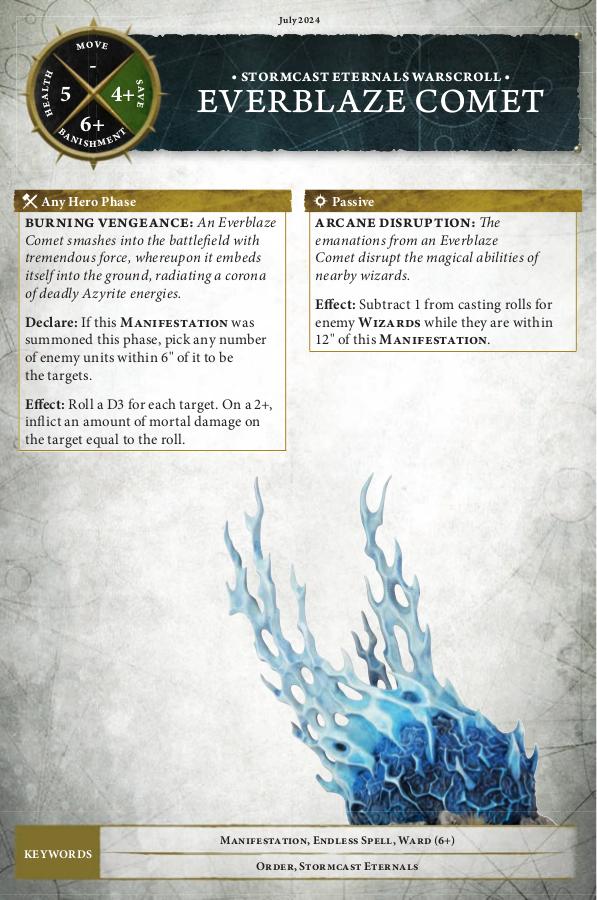 July 2024
MOVE
-
HEALTH
5
4+
SAVE
6+
BANISHMENT
• STORMCAST ETERNALS WARSCROLL •
EVERBLAZE COMET
Any Hero Phase
BURNING VENGEANCE: An Everblaze
Comet smashes into the battlefield with
tremendous force, whereupon it embeds
itself into the ground, radiating a corona
of deadly Azyrite energies.
Declare: If this MANIFESTATION was
summoned this phase, pick any number
of enemy units within 6" of it to be
the targets.
Effect: Roll a D3 for each target. On a 2+,
inflict an amount of mortal damage on
the target equal to the roll.
Passive
ARCANE DISRUPTION: The
emanations from an Everblaze
Comet disrupt the magical abilities of
nearby wizards.
Effect: Subtract 1 from casting rolls for
enemy WIZARDS while they are within
12" of this MANIFESTATION.
KEYWORDS
MANIFESTATION, ENDLESS SPELL, WARD (6+)
ORDER, STORMCAST ETERNALS